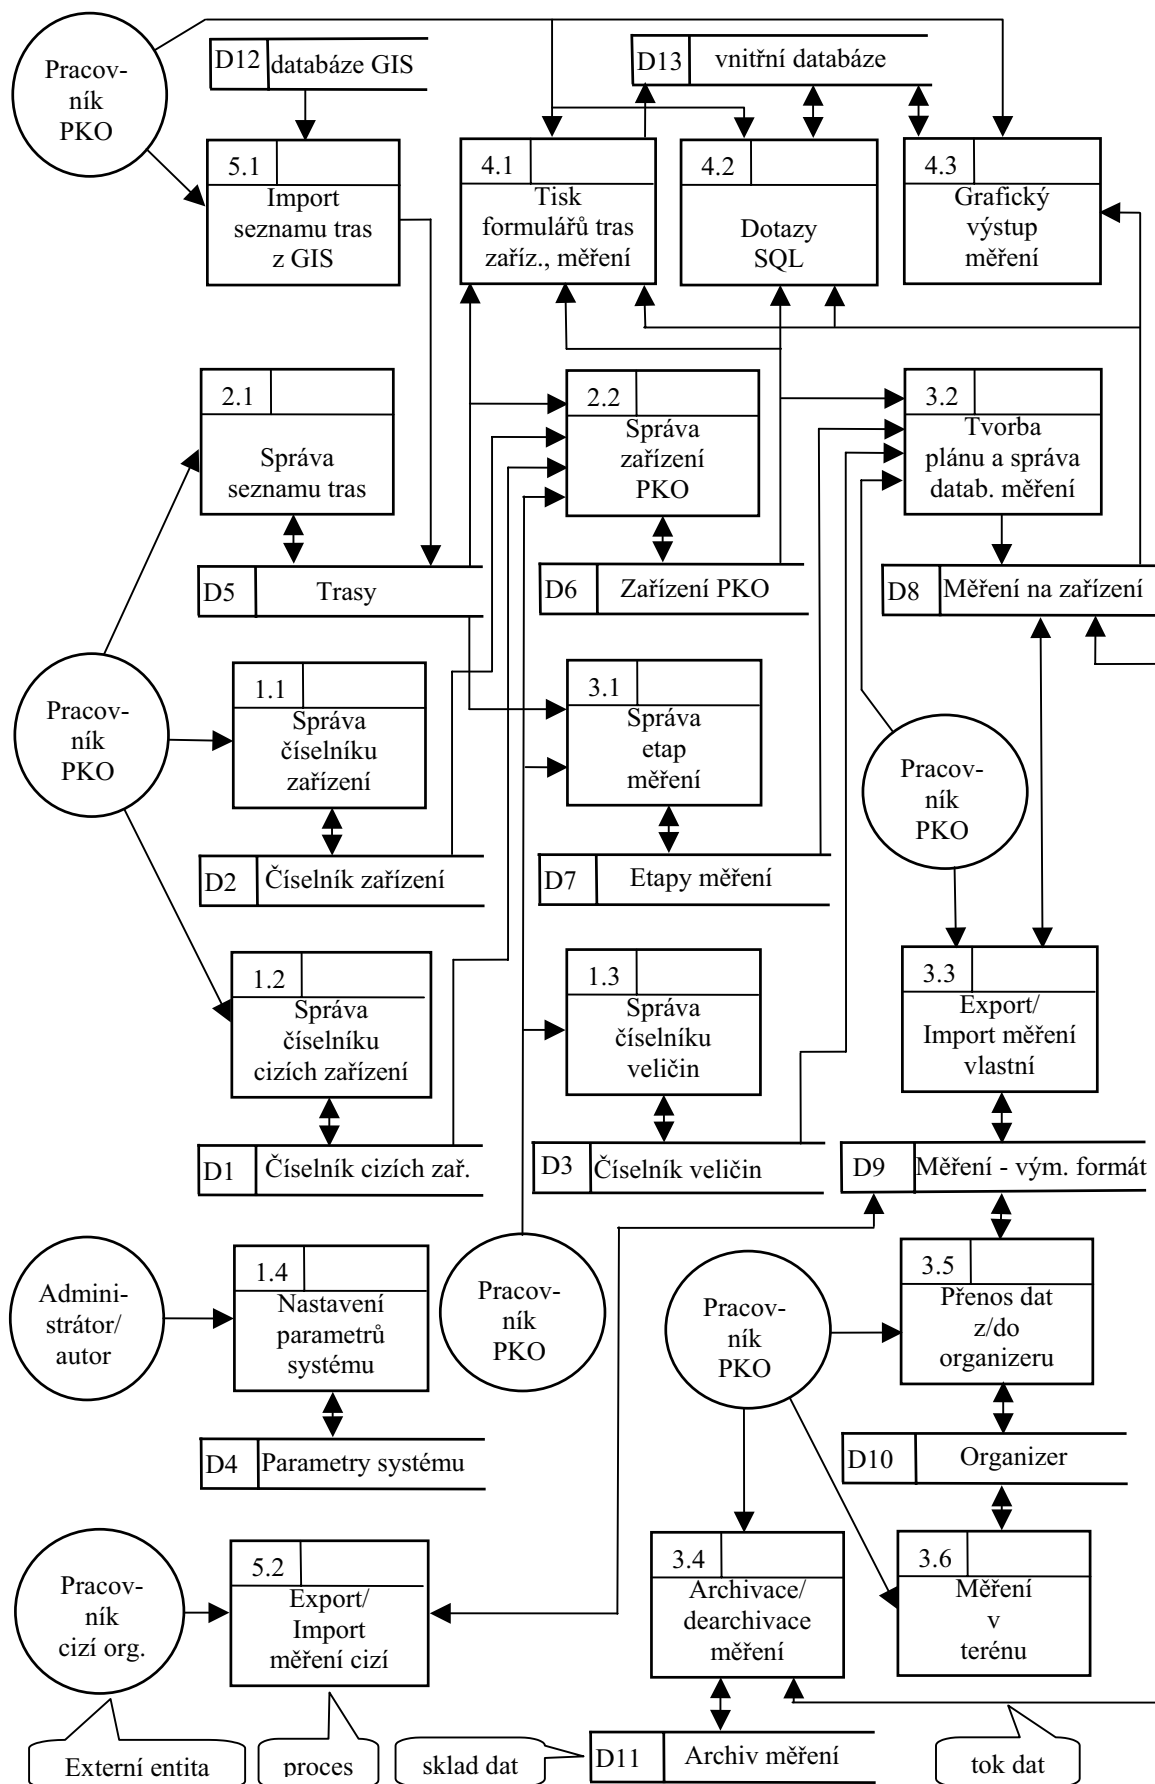 Pracov-
ník
PKO
D12 databáze GIS
D13 vnitřní databáze
5.1
Import
seznamu tras
z GIS
4.1
Tisk
formulářů tras
zaříz., měření
4.2
Dotazy
SQL
4.3
Grafický
výstup
měření
2.1
Správa
seznamu tras
2.2
Správa
zařízení
PKO
3.2
Tvorba
plánu a správa
datab. měření
D5 Trasy
D6 Zařízení PKO
D8 Měření na zařízení
Pracov-
ník
PKO
1.1
Správa
číselníku
zařízení
3.1
Správa
etap
měření
Pracov-
ník
PKO
D2 Číselník zařízení
D7 Etapy měření
1.2
Správa
číselníku
cizích zařízení
1.3
Správa
číselníku
veličin
3.3
Export/
Import měření
vlastní
D1 Číselník cizích zař.
D3 Číselník veličin
D9 Měření - vým. formát
Admini-
strátor/
autor
1.4
Nastavení
parametrů
systému
Pracov-
ník
PKO
Pracov-
ník
PKO
3.5
Přenos dat
z/do
organizeru
D4 Parametry systému
D10 Organizer
Pracov-
ník
cizí org.
5.2
Export/
Import
měření cizí
3.4
Archivace/
dearchivace
měření
3.6
Měření
v
terénu
Externí entita
proces
sklad dat
D11 Archiv měření
tok dat